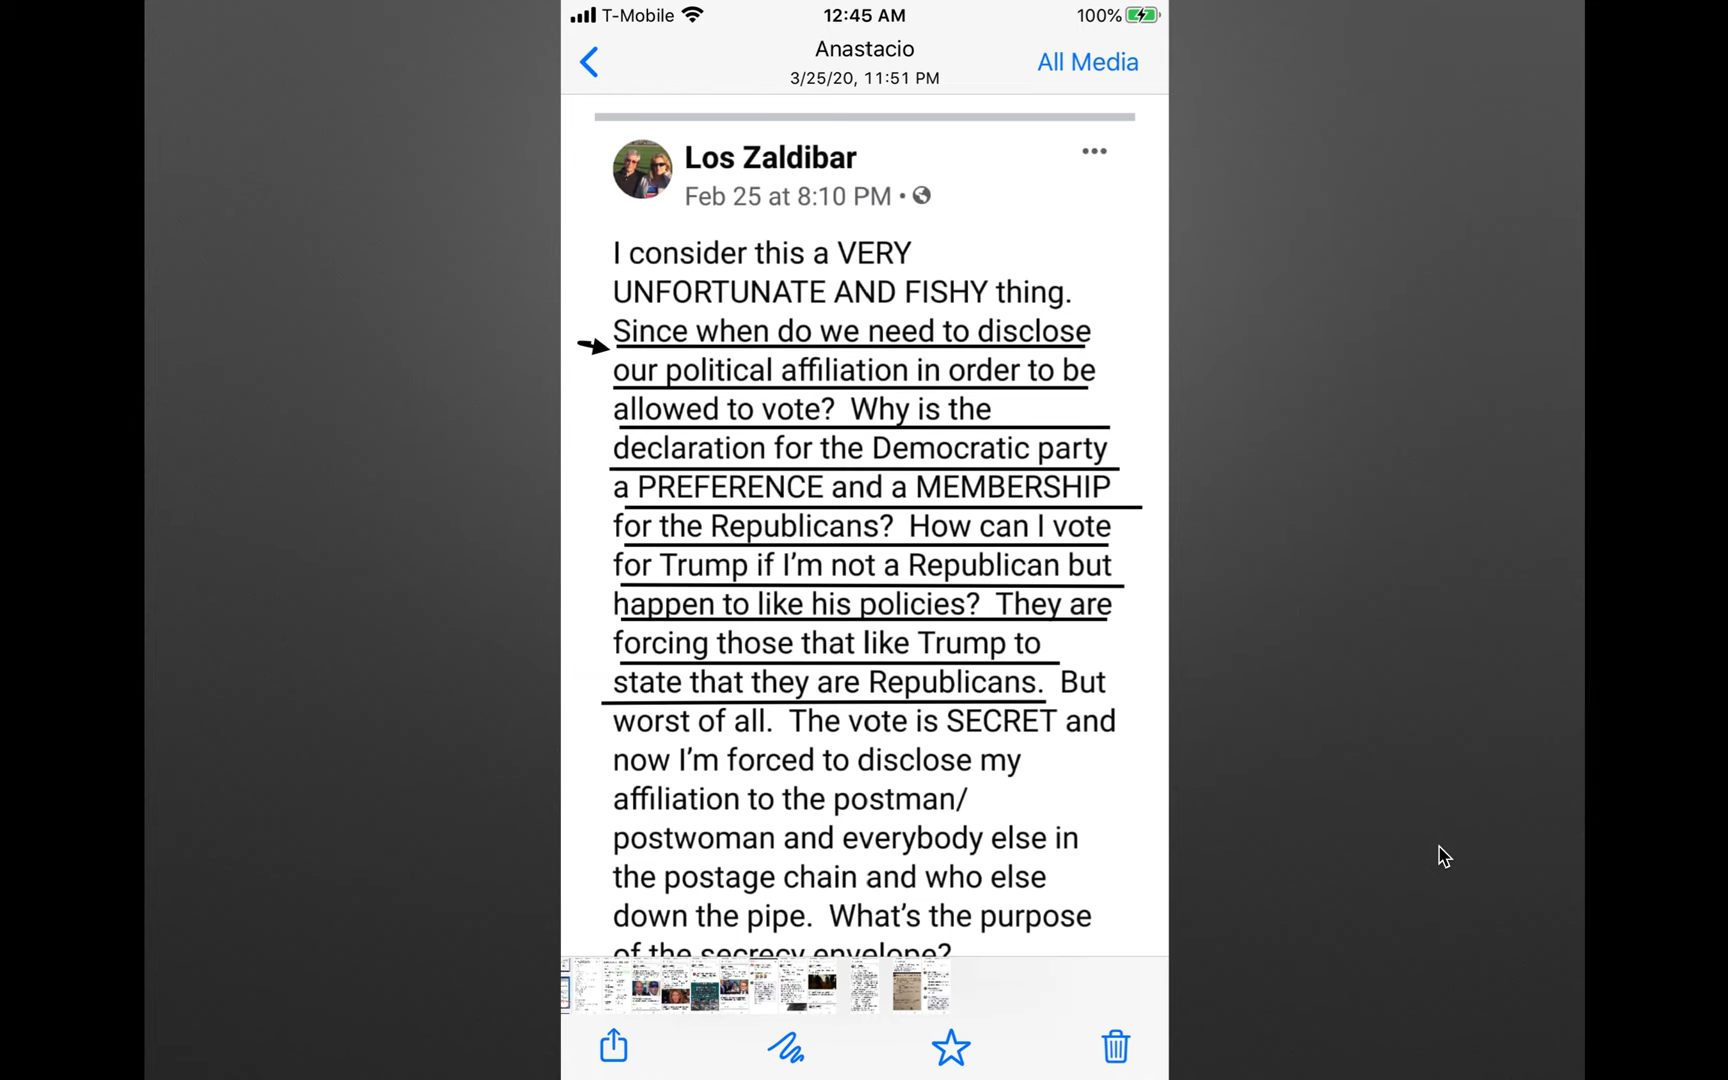 T-Mobile 12:45 AM 100%
Anastacio
3/25/20, 11:51 PM
All Media
Los Zaldibar
Feb 25 at 8:10 PM •
I consider this a VERY
UNFORTUNATE AND FISHY thing.
Since when do we need to disclose
our political affiliation in order to be
allowed to vote?  Why is the
declaration for the Democratic party
a PREFERENCE and a MEMBERSHIP
for the Republicans?  How can I vote
for Trump if I’m not a Republican but
happen to like his policies?  They are
forcing those that like Trump to
state that they are Republicans.  But
worst of all.  The vote is SECRET and
now I’m forced to disclose my
affiliation to the postman/
postwoman and everybody else in
the postage chain and who else
down the pipe.  What’s the purpose
of the secrecy envelope?